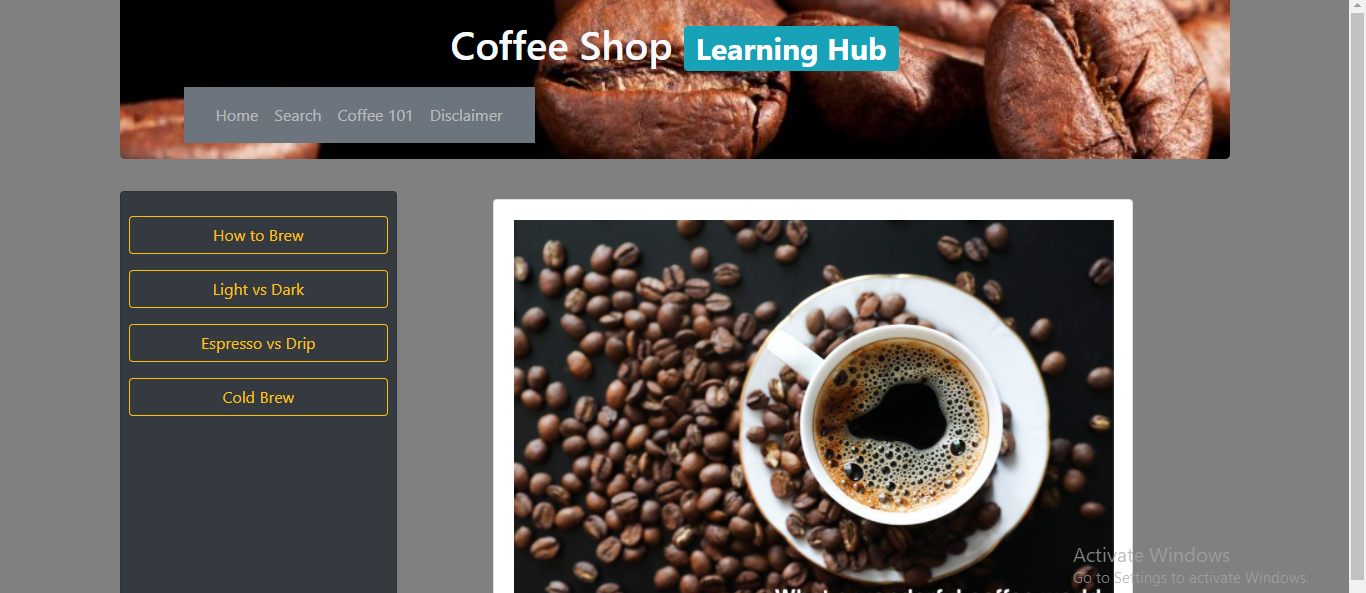 Coffee Shop Learning Hub
Home Search Coffee 101 Disclaimer
How to Brew
Light vs Dark
Espresso vs Drip
Cold Brew
Activate Windows
Go to Settings to activate Windows.